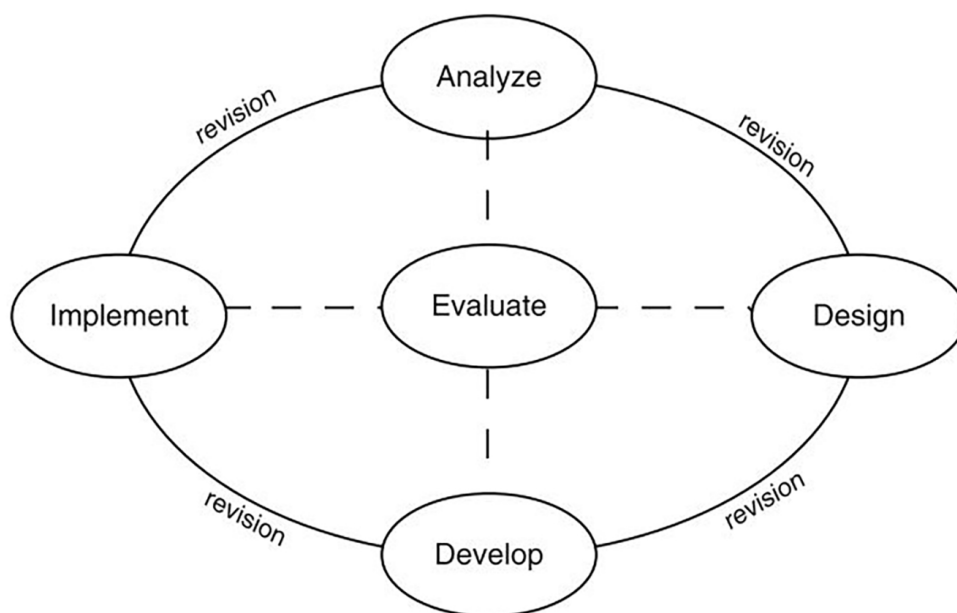 Analyze
revision
revision
Implement
Evaluate
Design
revision
revision
Develop